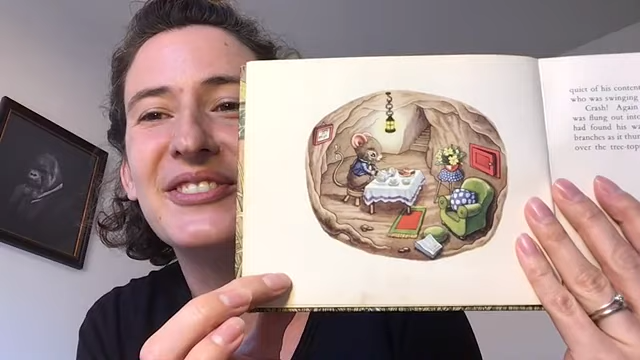 quiet of his conten
who was swinging
Crash! Again
was flung out into
had found his wi
branches as it thu
over the tree-top